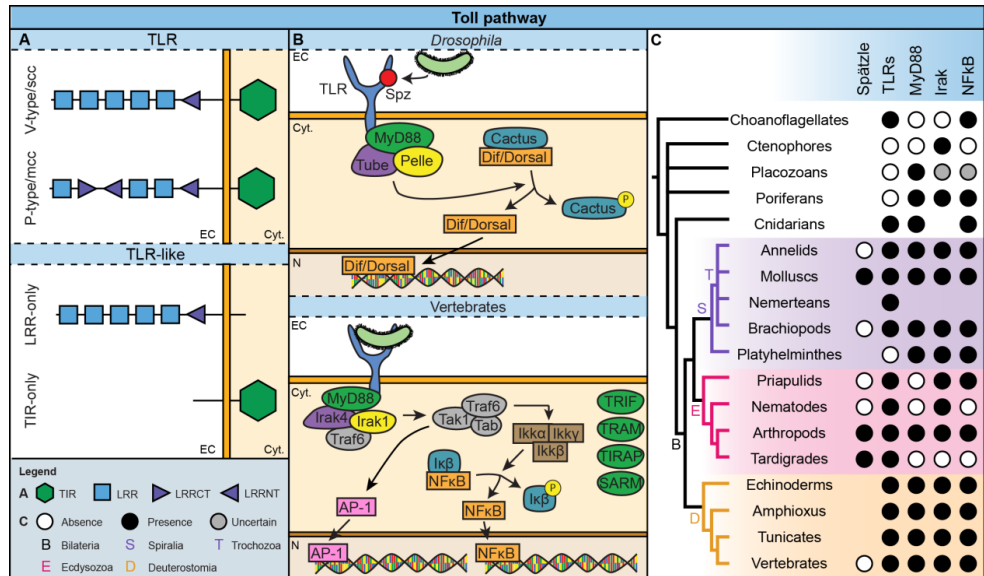 Toll pathway
A
TLR
V-type/scc
P-type/mcc
EC
Cyt.
TLR-like
LRR-only
TIR-only
EC
Cyt.
Legend
A TIR LRR LRRCT LRRNT
C Absence Presence Uncertain
B Bilateria S Spiralia T Trochozoa
E Ecdysozoa D Deuterostomia
B
Drosophila
EC
TLR
Spz
Cyt.
MyD88
Tube
Pelle
Cactus
Dif/Dorsal
Cactus
P
Dif/Dorsal
N
Dif/Dorsal
Vertebrates
EC
Cyt.
MyD88
Irak4
Irak1
Traf6
Traf6
Tak1
Tab
Ikkα
Ikkγ
Ikkβ
TRIF
TRAM
TIRAP
SARM
Iκβ
NFκB
P
Iκβ
AP-1
NFκB
N
AP-1
NFκB
C
Spätzle
TLRs
MyD88
Irak
NFkB
Choanoflagellates
Ctenophores
Placozoans
Poriferans
Cnidarians
Annelids
T
Molluscs
S
Nemerteans
Brachiopods
Platyhelminthes
Priapulids
E
Nematodes
Arthropods
B
Tardigrades
Echinoderms
D
Amphioxus
Tunicates
Vertebrates